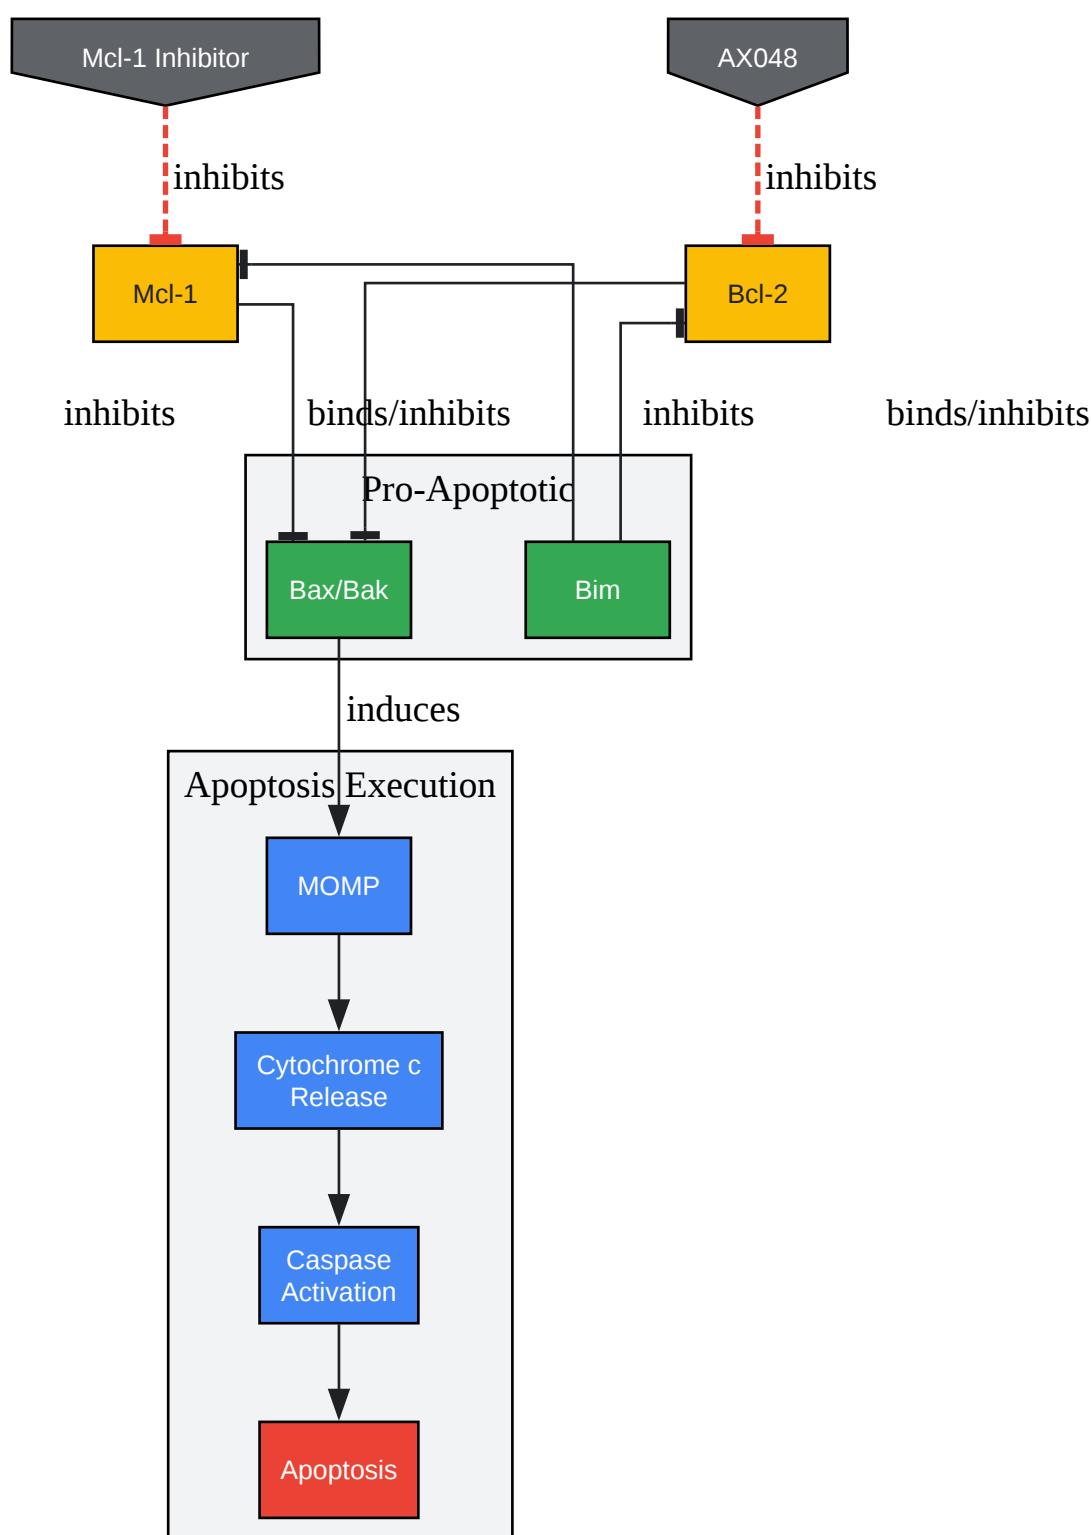 Mcl-1 Inhibitor
AX048
inhibits
inhibits
Mcl-1
Bcl-2
inhibits
binds/inhibits
inhibits
binds/inhibits
Pro-Apoptotic
Bax/Bak
Bim
induces
Apoptosis Execution
MOMP
Cytochrome c
Release
Caspase
Activation
Apoptosis